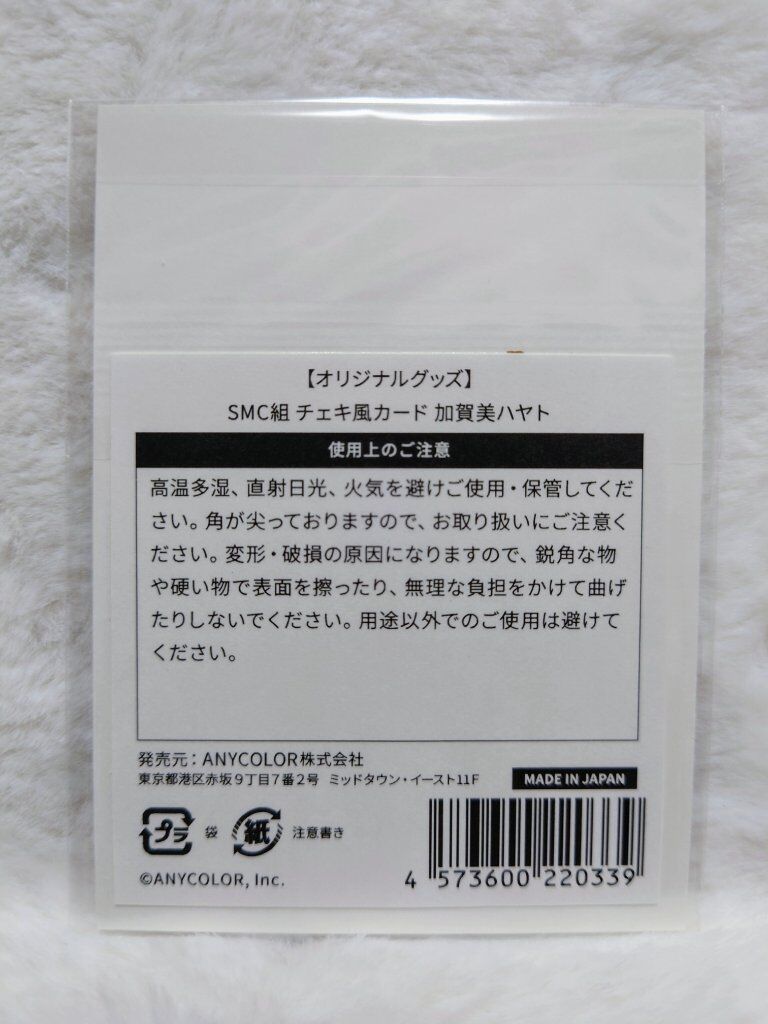 【オリジナルグッズ】
SMC組 チェキ風カード 加賀美ハヤト
使用上のご注意
高温多湿、直射日光、火気を避けご使用・保管してくだ
さい。角が尖っておりますので、お取り扱いにご注意く
ださい。変形・破損の原因になりますので、鋭角な物
や硬い物で表面を擦ったり、無理な負担をかけて曲げ
たりしないでください。用途以外でのご使用は避けて
ください。
発売元：ANYCOLOR株式会社
東京都港区赤坂９丁目７番２号 ミッドタウン・イースト11F
MADE IN JAPAN
プラ 袋 紙 注意書き
©ANYCOLOR, Inc.
4 573600 220339